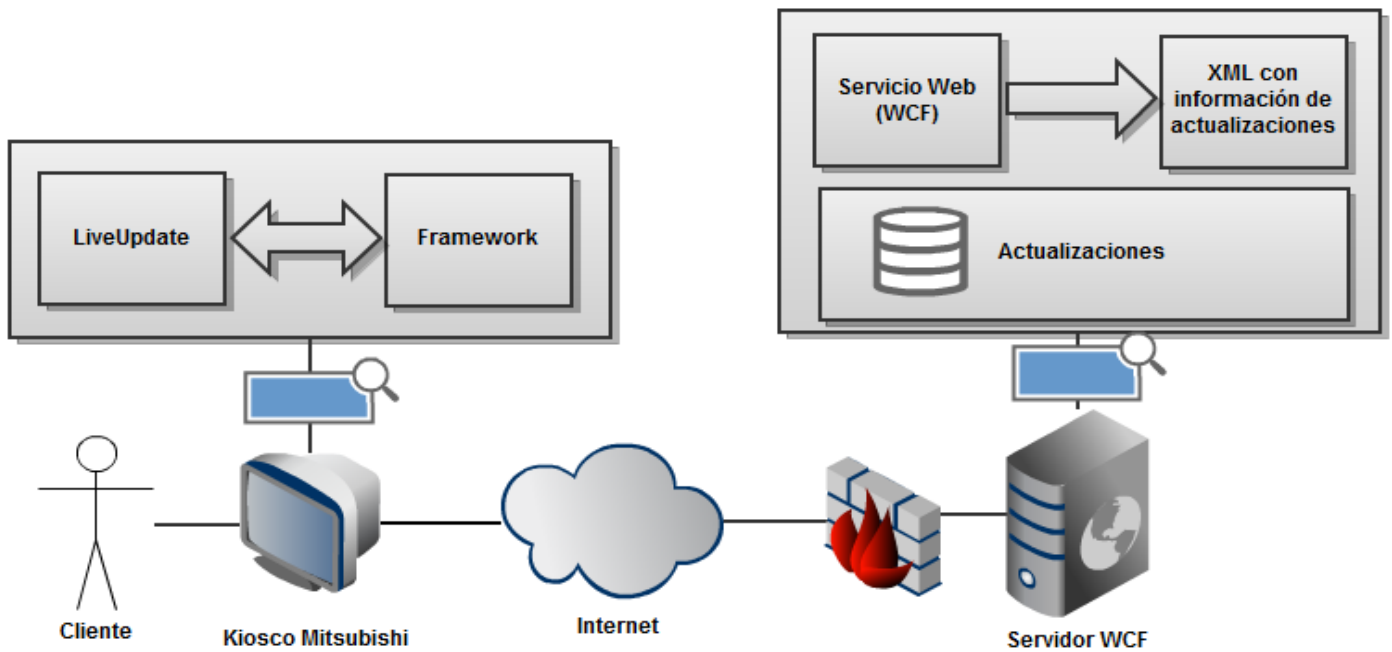 Servicio Web
(WCF)
XML con
información de
actualizaciones
LiveUpdate
Framework
Actualizaciones
Cliente
Kiosco Mitsubishi
Internet
Servidor WCF